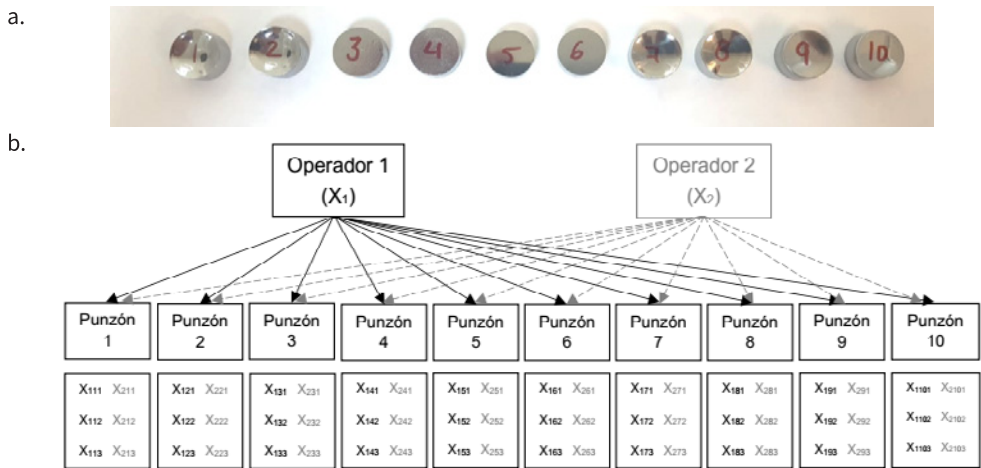 a.
1 2 3 4 5 6 7 8 9 10
b.
Operador 1
(X₁)
Operador 2
(X₂)
Punzón 1
Punzón 2
Punzón 3
Punzón 4
Punzón 5
Punzón 6
Punzón 7
Punzón 8
Punzón 9
Punzón 10
X₁₁₁ X₂₁₁ X₁₂₁ X₂₂₁ X₁₃₁ X₂₃₁ X₁₄₁ X₂₄₁ X₁₅₁ X₂₅₁ X₁₆₁ X₂₆₁ X₁₇₁ X₂₇₁ X₁₈₁ X₂₈₁ X₁₉₁ X₂₉₁ X₁₁₀₁ X₂₁₀₁
X₁₁₂ X₂₁₂ X₁₂₂ X₂₂₂ X₁₃₂ X₂₃₂ X₁₄₂ X₂₄₂ X₁₅₂ X₂₅₂ X₁₆₂ X₂₆₂ X₁₇₂ X₂₇₂ X₁₈₂ X₂₈₂ X₁₉₂ X₂₉₂ X₁₁₀₂ X₂₁₀₂
X₁₁₃ X₂₁₃ X₁₂₃ X₂₂₃ X₁₃₃ X₂₃₃ X₁₄₃ X₂₄₃ X₁₅₃ X₂₅₃ X₁₆₃ X₂₆₃ X₁₇₃ X₂₇₃ X₁₈₃ X₂₈₃ X₁₉₃ X₂₉₃ X₁₁₀₃ X₂₁₀₃